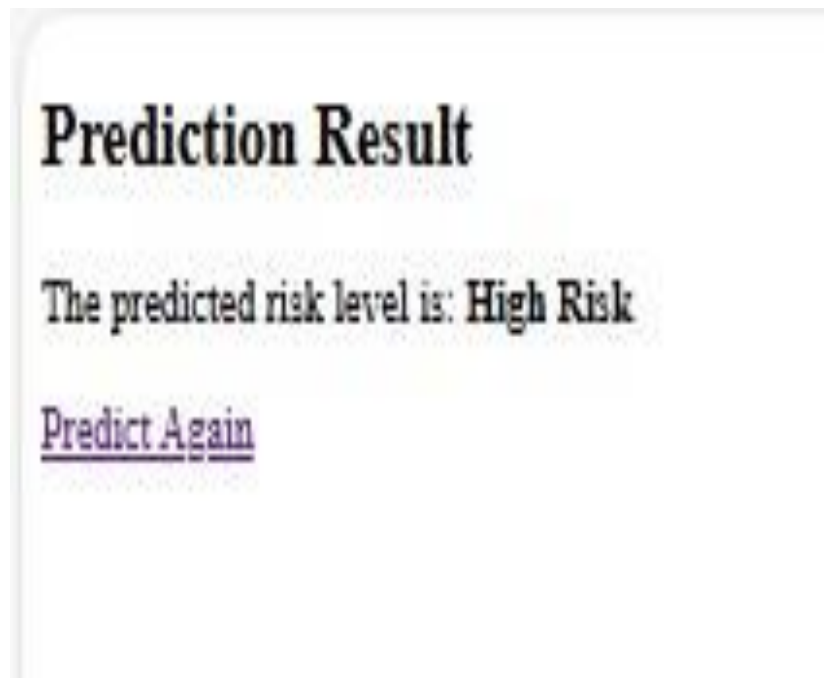 Prediction Result
The predicted risk level is: High Risk
Predict Again